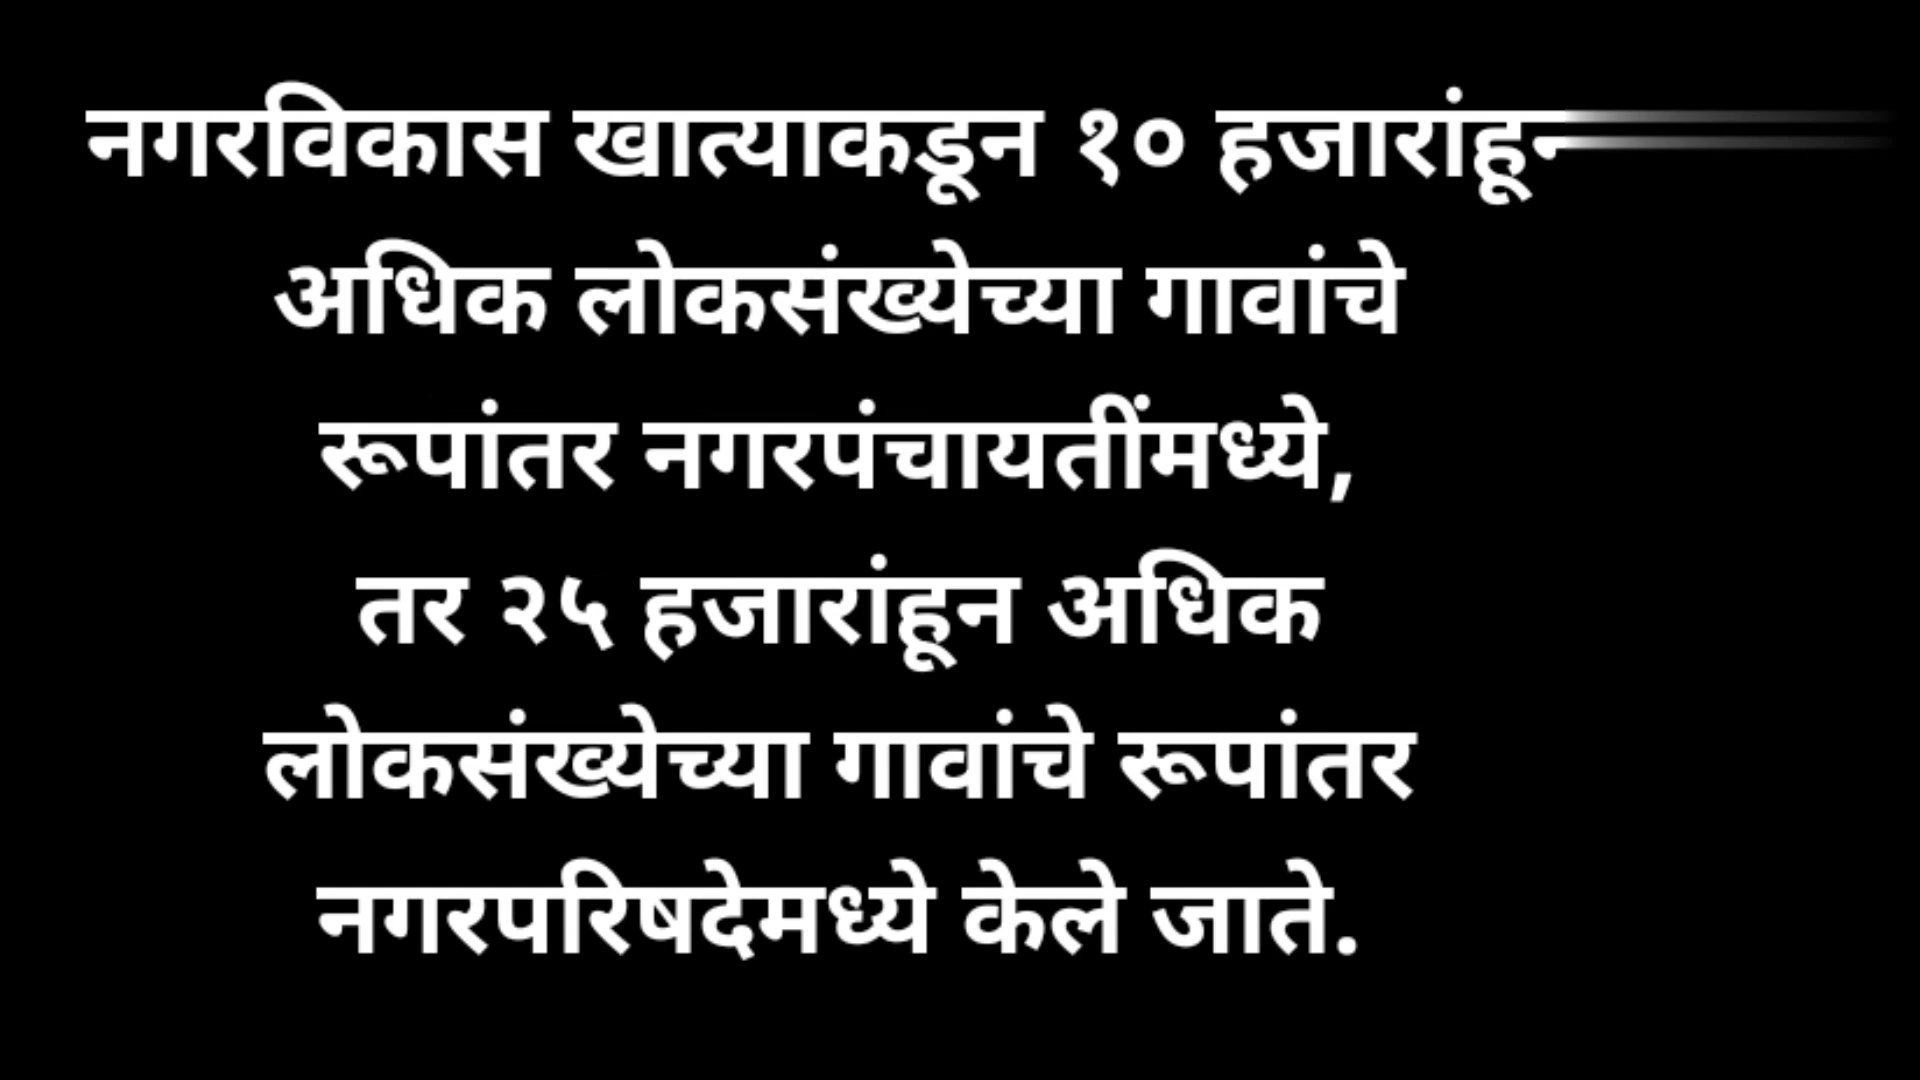 नगरविकास खात्याकडून १० हजारांहून
अधिक लोकसंख्येच्या गावांचे
रूपांतर नगरपंचायतींमध्ये,
तर २५ हजारांहून अधिक
लोकसंख्येच्या गावांचे रूपांतर
नगरपरिषदेमध्ये केले जाते.